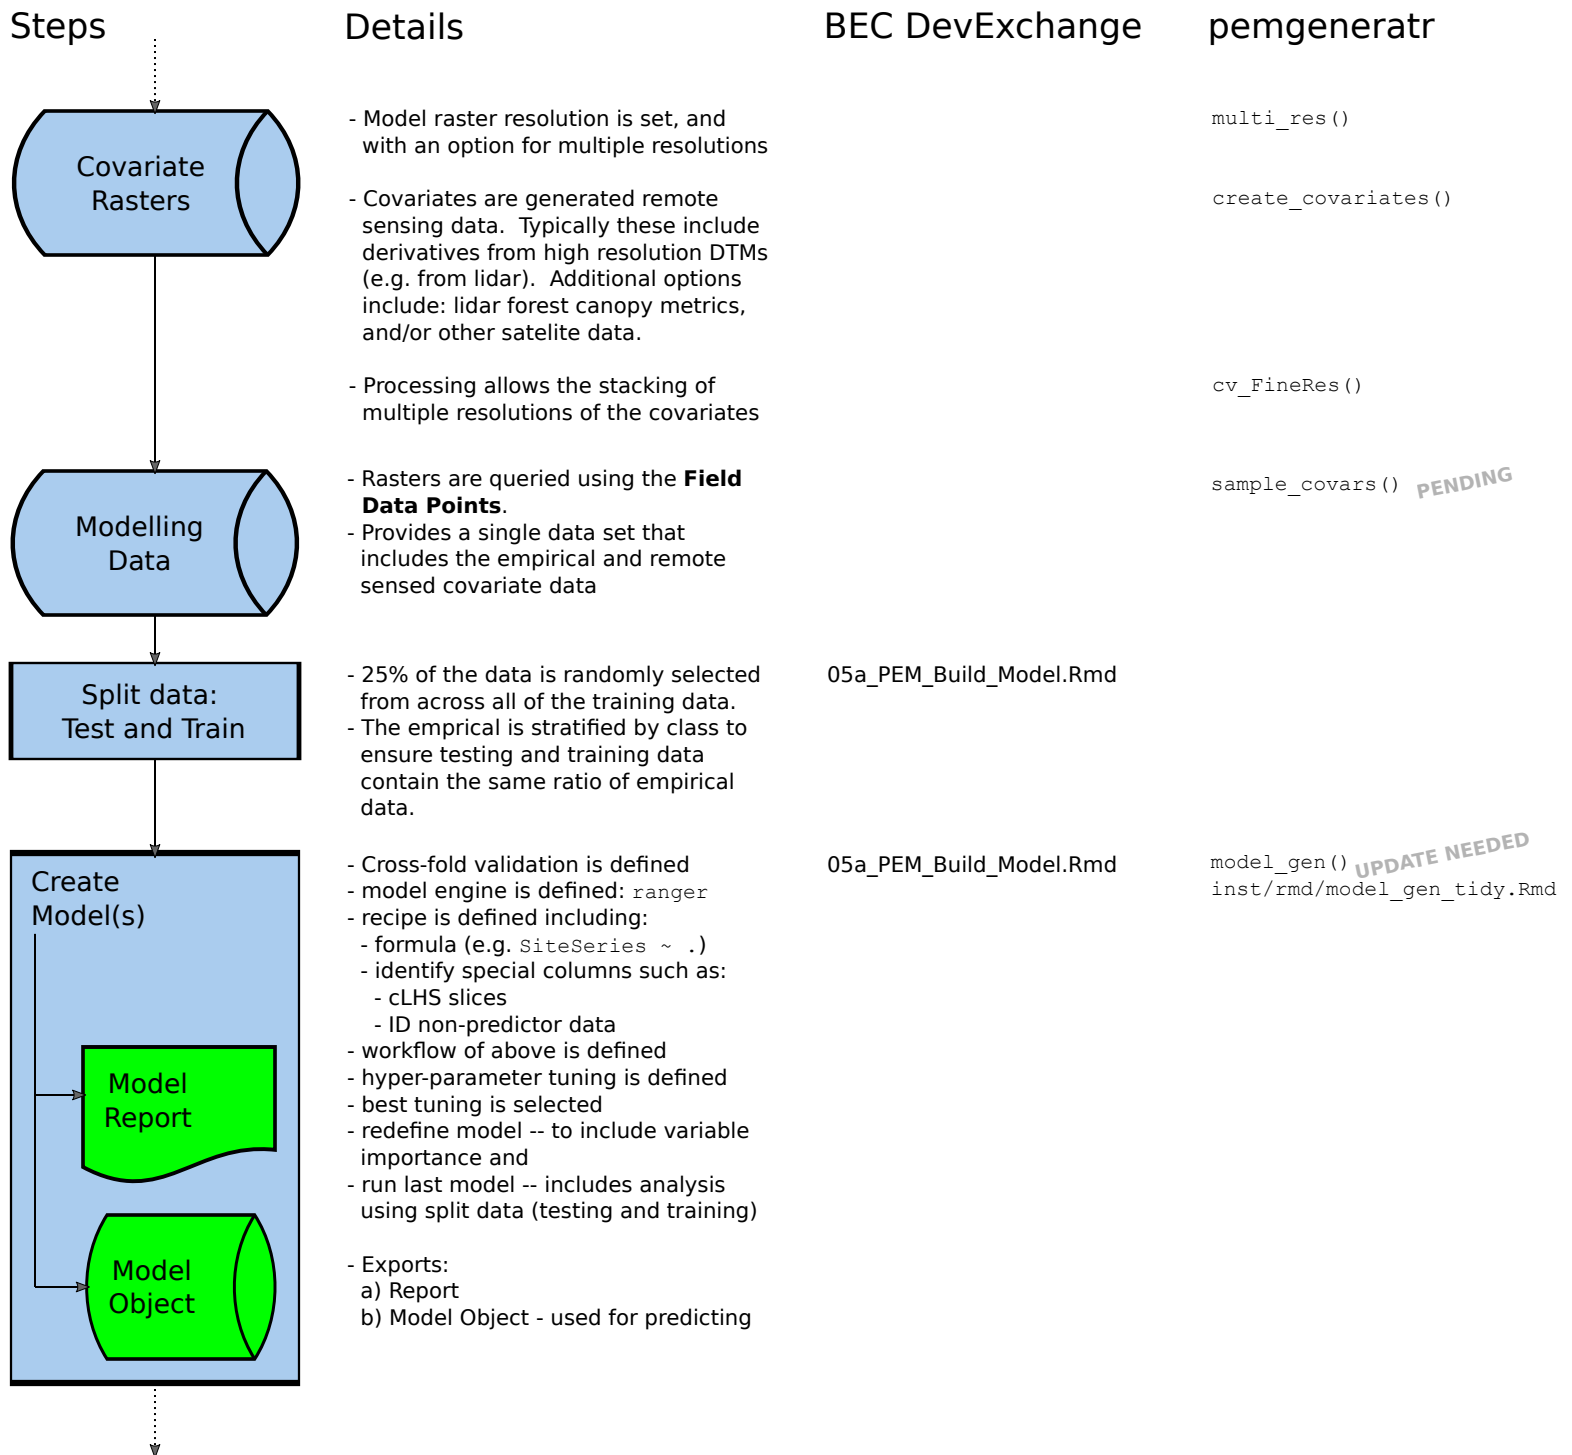 Steps
Details
BEC DevExchange
pemgeneratr
Covariate
Rasters
- Model raster resolution is set, and
with an option for multiple resolutions
multi_res()
- Covariates are generated remote
sensing data.  Typically these include
derivatives from high resolution DTMs
(e.g. from lidar).  Additional options
include: lidar forest canopy metrics,
and/or other satelite data.
create_covariates()
- Processing allows the stacking of
multiple resolutions of the covariates
cv_FineRes()
Modelling
Data
- Rasters are queried using the Field
Data Points.
- Provides a single data set that
includes the empirical and remote
sensed covariate data
sample_covars() PENDING
Split data:
Test and Train
- 25% of the data is randomly selected
from across all of the training data.
- The emprical is stratified by class to
ensure testing and training data
contain the same ratio of empirical
data.
05a_PEM_Build_Model.Rmd
Create
Model(s)
- Cross-fold validation is defined
- model engine is defined: ranger
- recipe is defined including:
- formula (e.g. SiteSeries ~ .)
- identify special columns such as:
- cLHS slices
- ID non-predictor data
- workflow of above is defined
- hyper-parameter tuning is defined
- best tuning is selected
- redefine model -- to include variable
importance and
- run last model -- includes analysis
using split data (testing and training)
- Exports:
a) Report
b) Model Object - used for predicting
05a_PEM_Build_Model.Rmd
model_gen() UPDATE NEEDED
inst/rmd/model_gen_tidy.Rmd
Model
Report
Model
Object